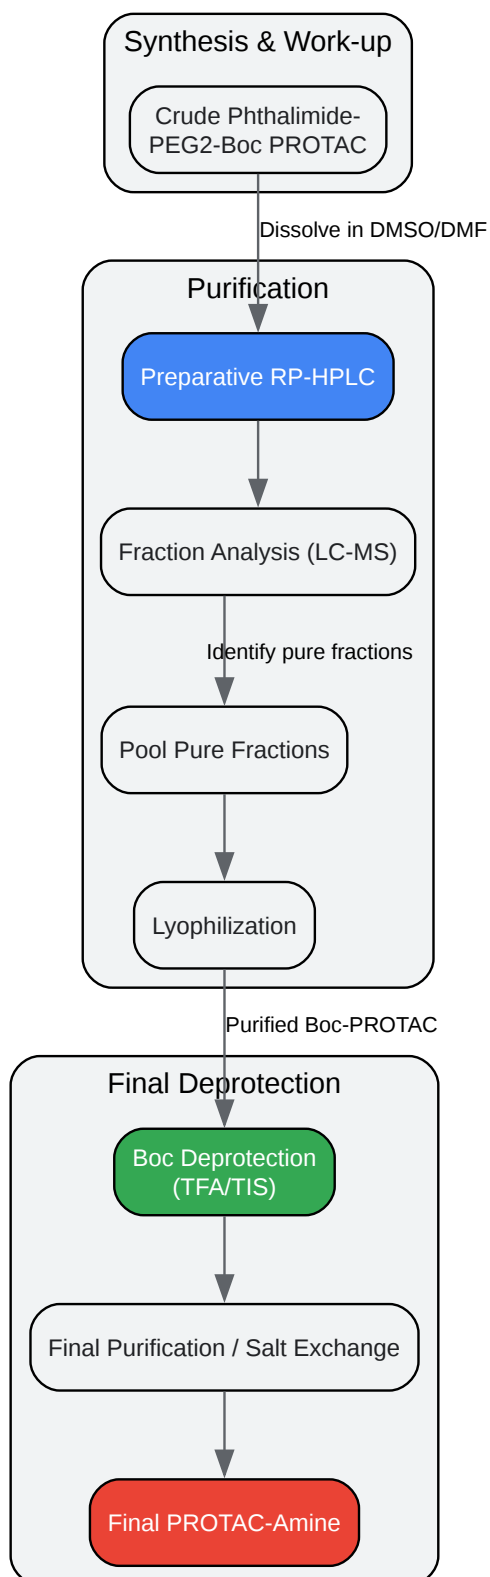 Synthesis & Work-up
Crude Phthalimide-
PEG2-Boc PROTAC
Dissolve in DMSO/DMF
Purification
Preparative RP-HPLC
Fraction Analysis (LC-MS)
Identify pure fractions
Pool Pure Fractions
Lyophilization
Purified Boc-PROTAC
Final Deprotection
Boc Deprotection
(TFA/TIS)
Final Purification / Salt Exchange
Final PROTAC-Amine